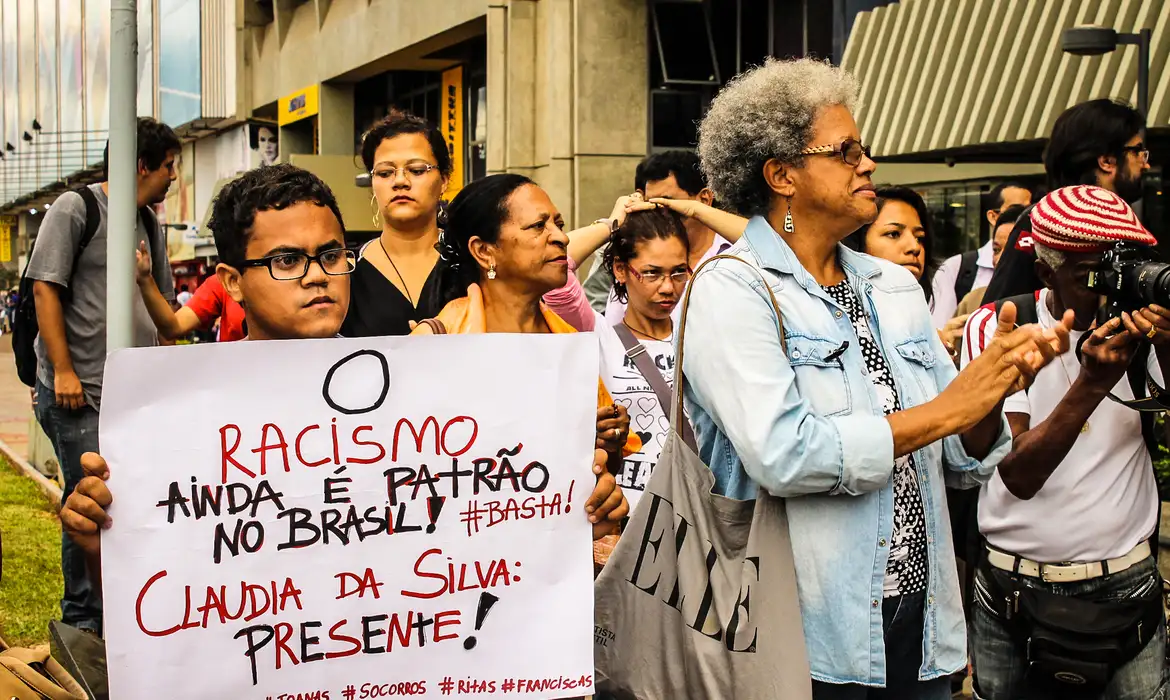 O
RACISMO
AINDA É PATRÃO
NO BRASIL! #BASTA!
CLAUDIA DA SILVA:
PRESENTE!
#JOANAS #SOCORROS #RITAS #FRANCISCAS
ELLE